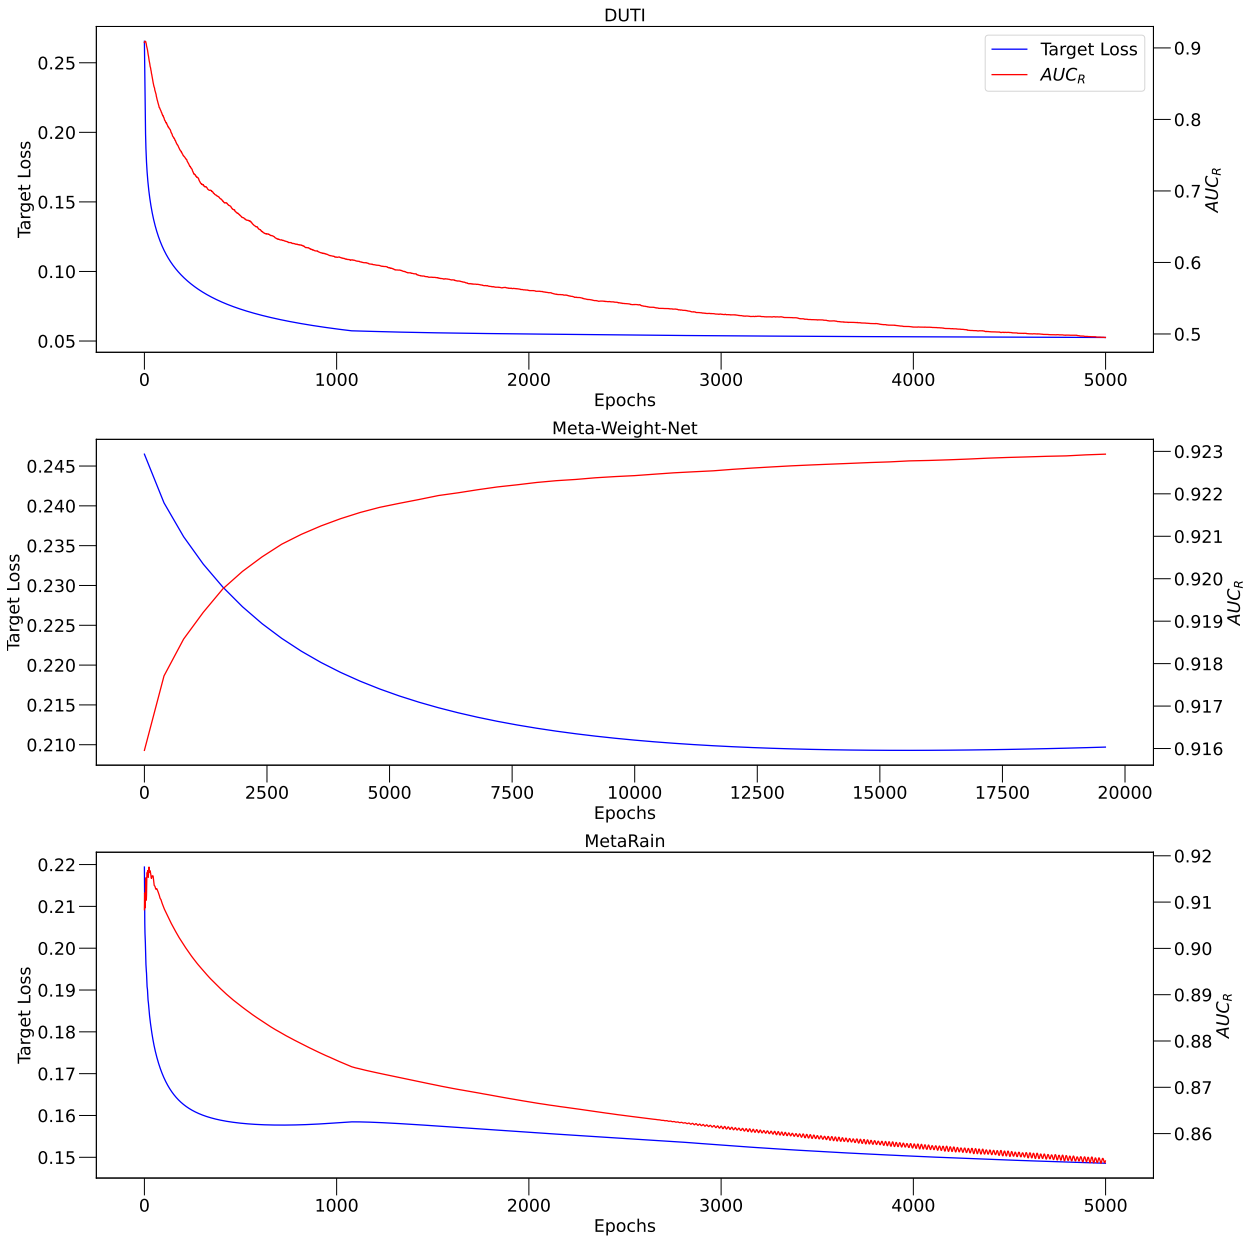 DUTI
Target Loss
AUC_R
0.25
0.20
0.15
0.10
0.05
Target Loss
0.9
0.8
0.7
0.6
0.5
AUC_R
0 1000 2000 3000 4000 5000
Epochs
Meta-Weight-Net
0.245
0.240
0.235
0.230
0.225
0.220
0.215
0.210
Target Loss
0.923
0.922
0.921
0.920
0.919
0.918
0.917
0.916
AUC_R
0 2500 5000 7500 10000 12500 15000 17500 20000
Epochs
MetaRain
0.22
0.21
0.20
0.19
0.18
0.17
0.16
0.15
Target Loss
0.92
0.91
0.90
0.89
0.88
0.87
0.86
AUC_R
0 1000 2000 3000 4000 5000
Epochs